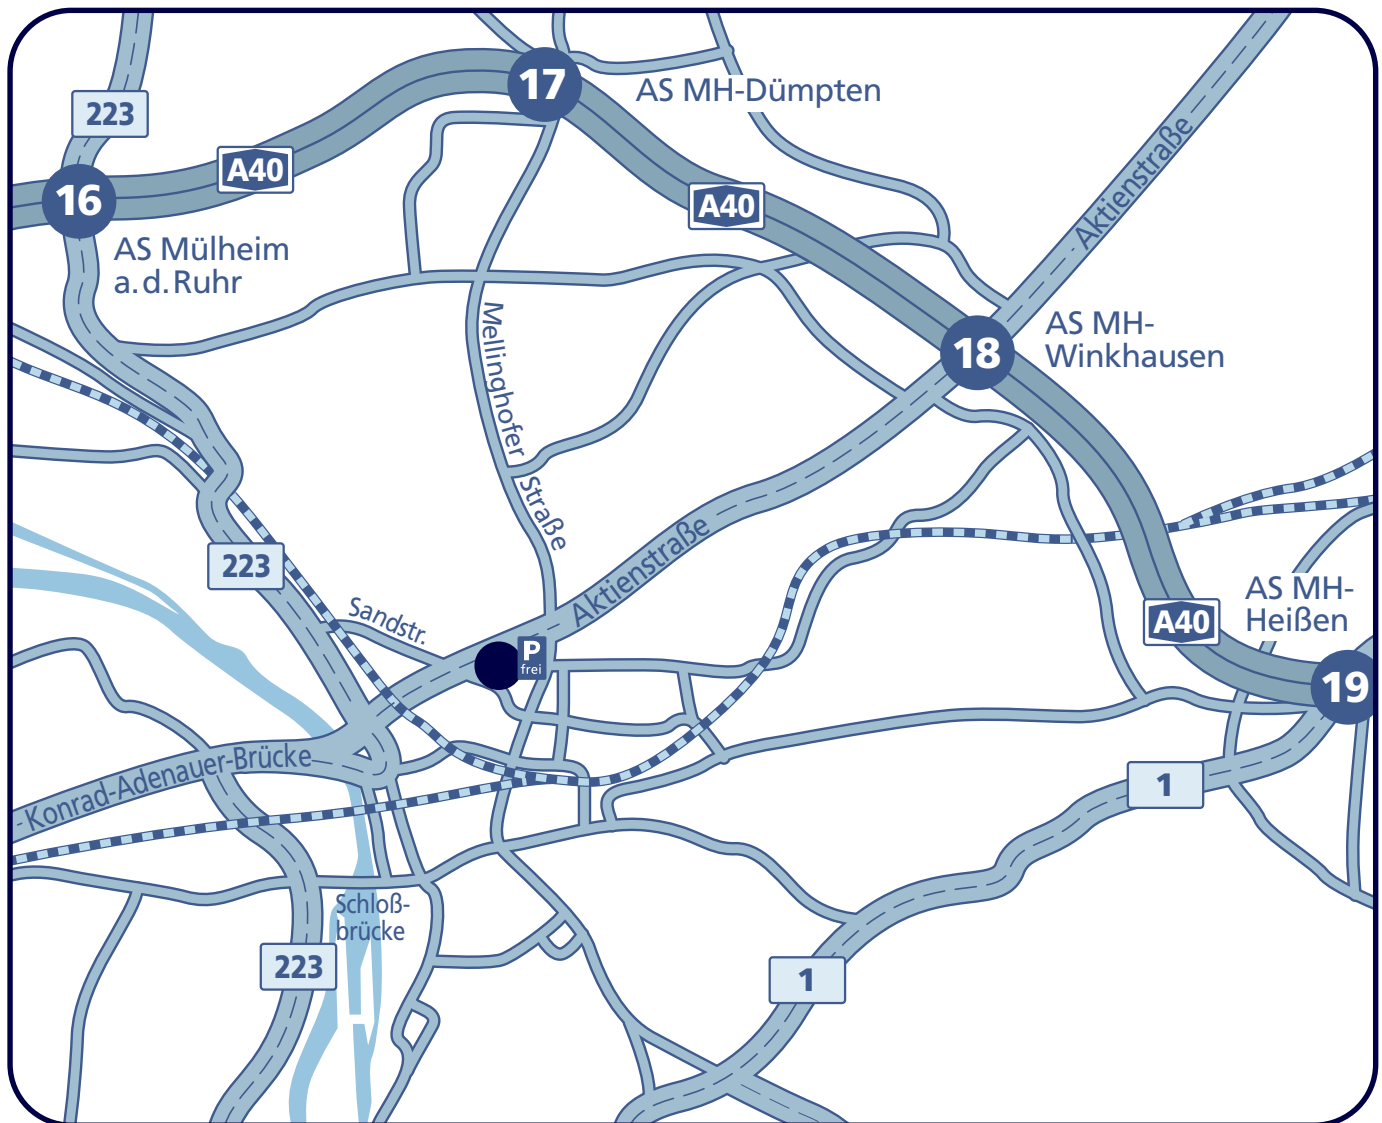 17
AS MH-Dümpten
223
A40
16
A40
Aktienstraße
AS Mülheim
a.d.Ruhr
Mellinghofer Straße
18
AS MH-
Winkhausen
Aktienstraße
223
Sandstr.
AS MH-
Heißen
A40
P
frei
19
Konrad-Adenauer-Brücke
1
Schloß-
brücke
223
1